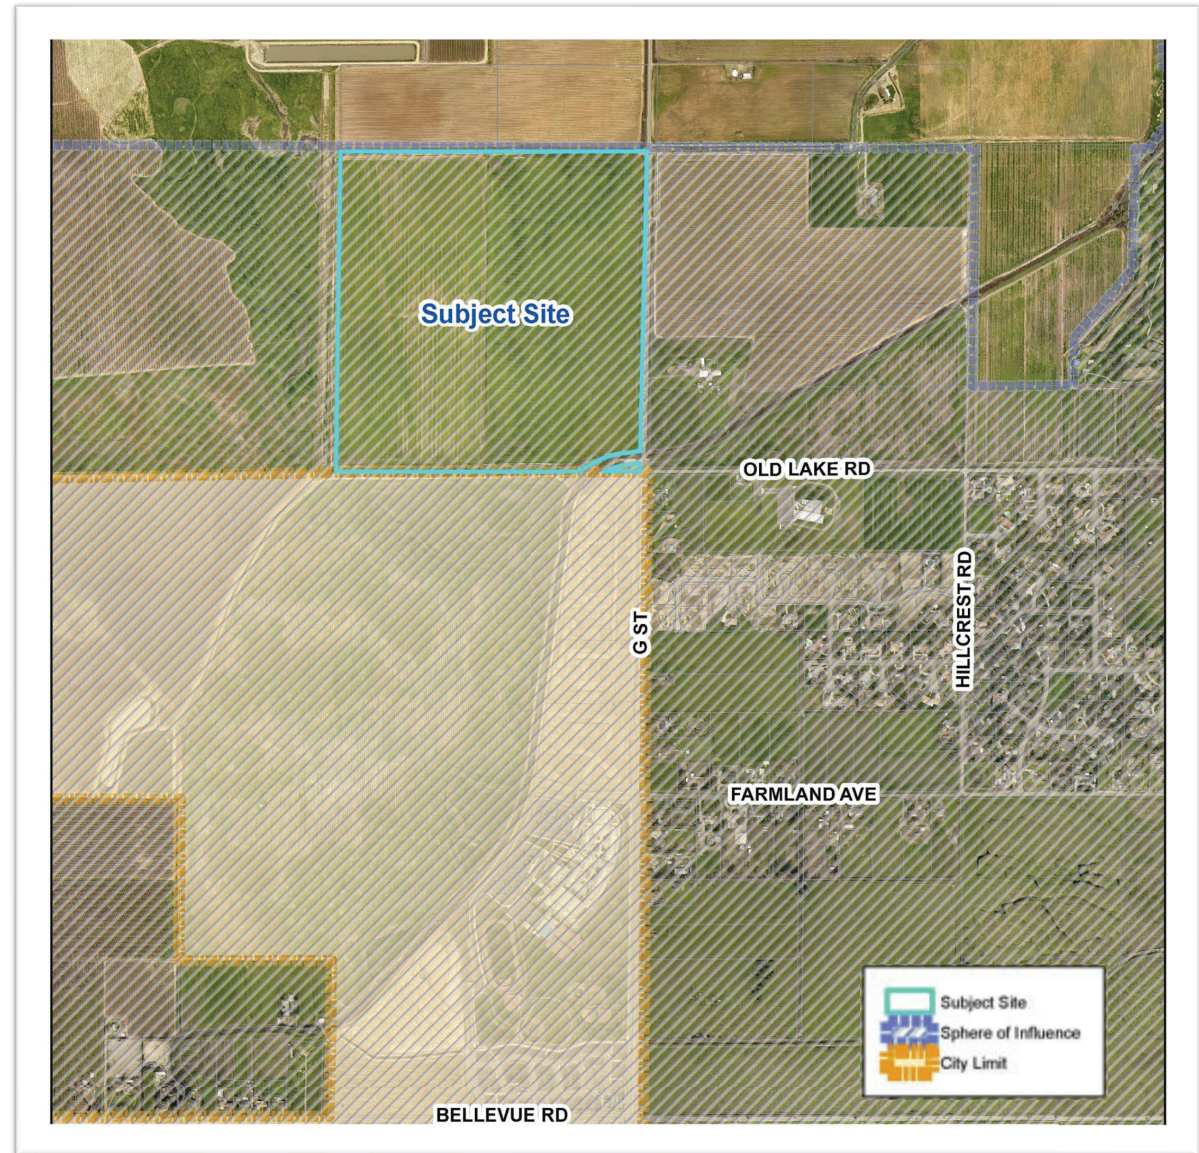 Subject Site
OLD LAKE RD
G ST
HILLCREST RD
FARMLAND AVE
Subject Site
Sphere of Influence
City Limit
BELLEVUE RD